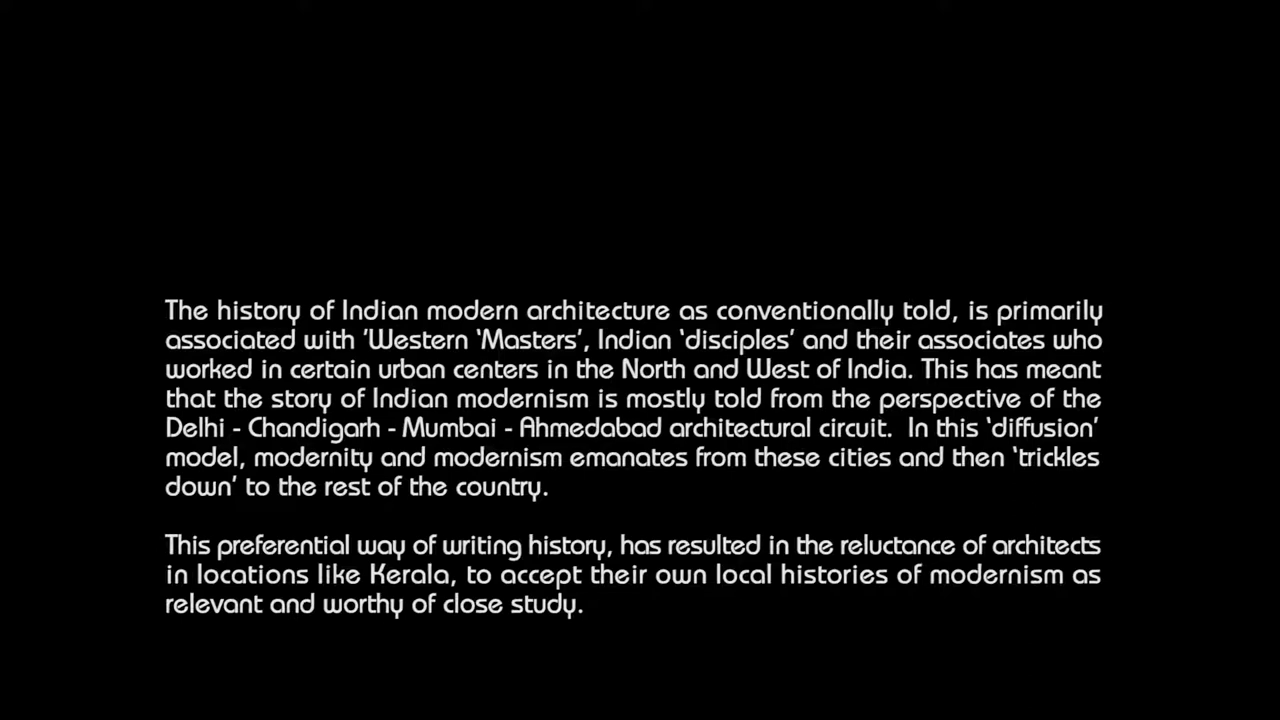 The history of Indian modern architecture as conventionally told, is primarily
associated with 'Western ‘Masters’, Indian ‘disciples’ and their associates who
worked in certain urban centers in the North and West of India. This has meant
that the story of Indian modernism is mostly told from the perspective of the
Delhi - Chandigarh - Mumbai - Ahmedabad architectural circuit.  In this ‘diffusion’
model, modernity and modernism emanates from these cities and then ‘trickles
down’ to the rest of the country.
This preferential way of writing history, has resulted in the reluctance of architects
in locations like Kerala, to accept their own local histories of modernism as
relevant and worthy of close study.